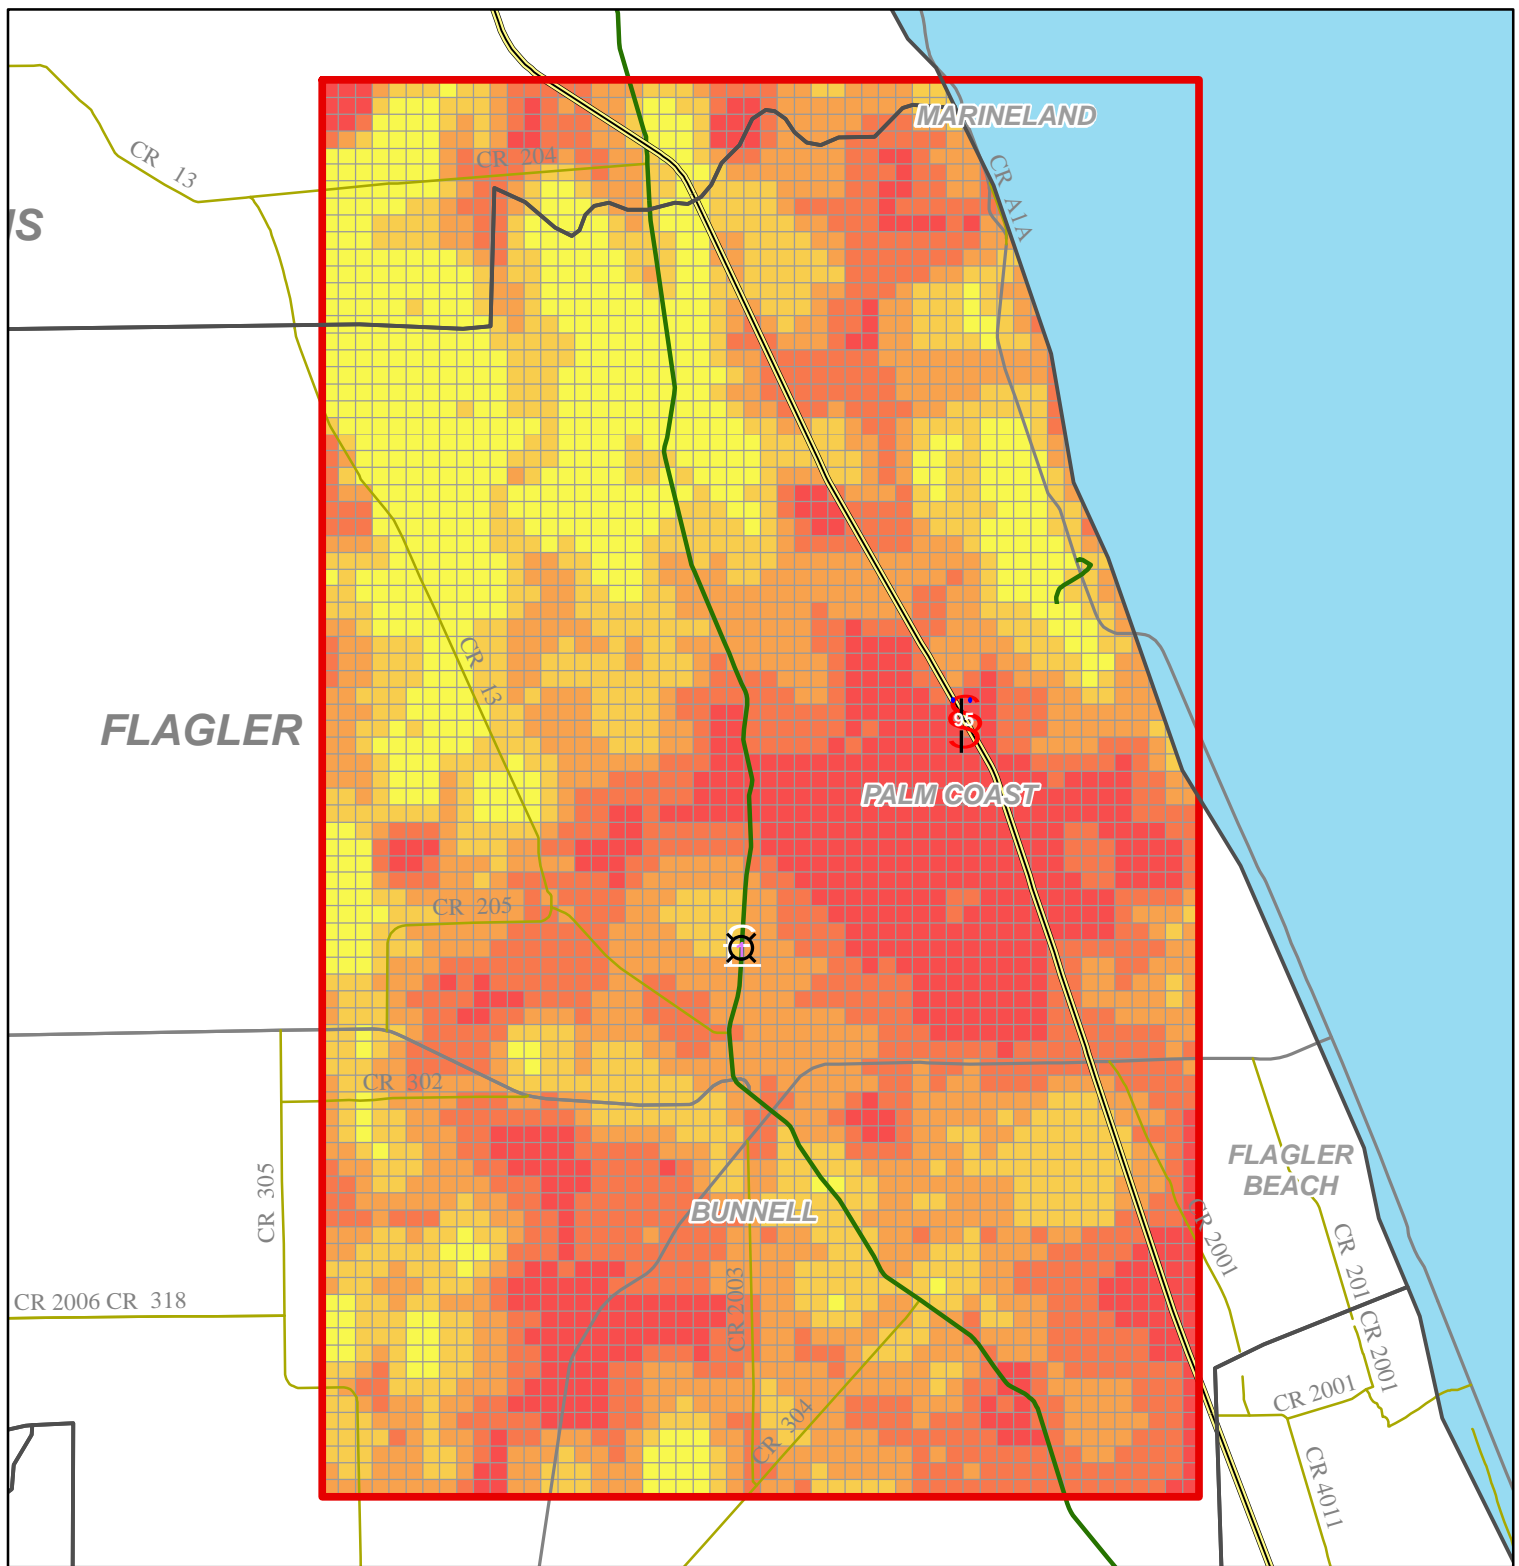 MARINELAND
CR 13
CR 204
CR A1A
IS
CR 13
FLAGLER
95
PALM COAST
CR 205
1
CR 302
CR 305
FLAGLER
BEACH
BUNNELL
CR 2001
CR 201
CR 2006 CR 318
CR 2003
CR 2001
CR 2001
CR 304
CR 4011